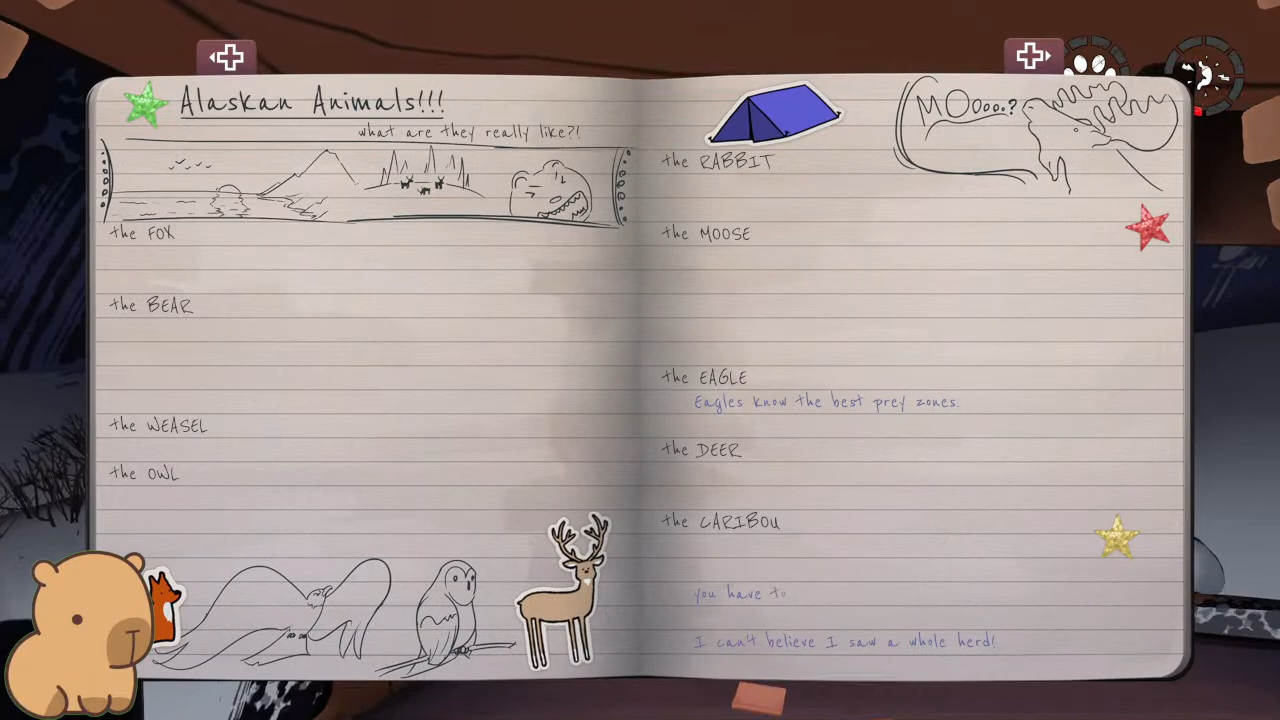 Alaskan Animals!!!
what are they really like?!
the FOX
the BEAR
the WEASEL
the OWL
MOooo..?
the RABBIT
the MOOSE
the EAGLE
Eagles know the best prey zones.
the DEER
the CARIBOU
you have to
I can't believe I saw a whole herd!